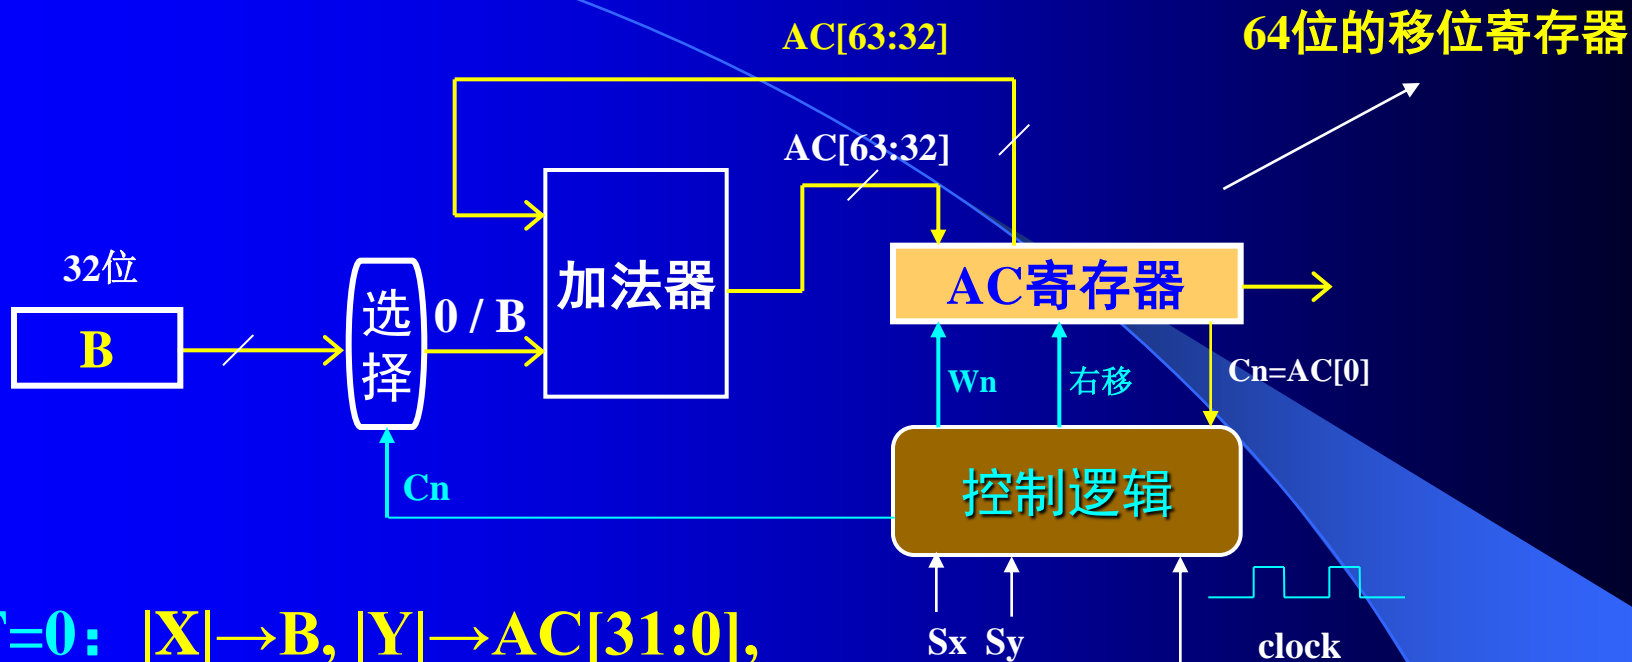 AC[63:32]
64位的移位寄存器
AC[63:32]
32位
B
选择
0 / B
加法器
AC寄存器
Wn
右移
Cn=AC[0]
Cn
控制逻辑
=0：|X|→B, |Y|→AC[31:0],
Sx Sy
clock